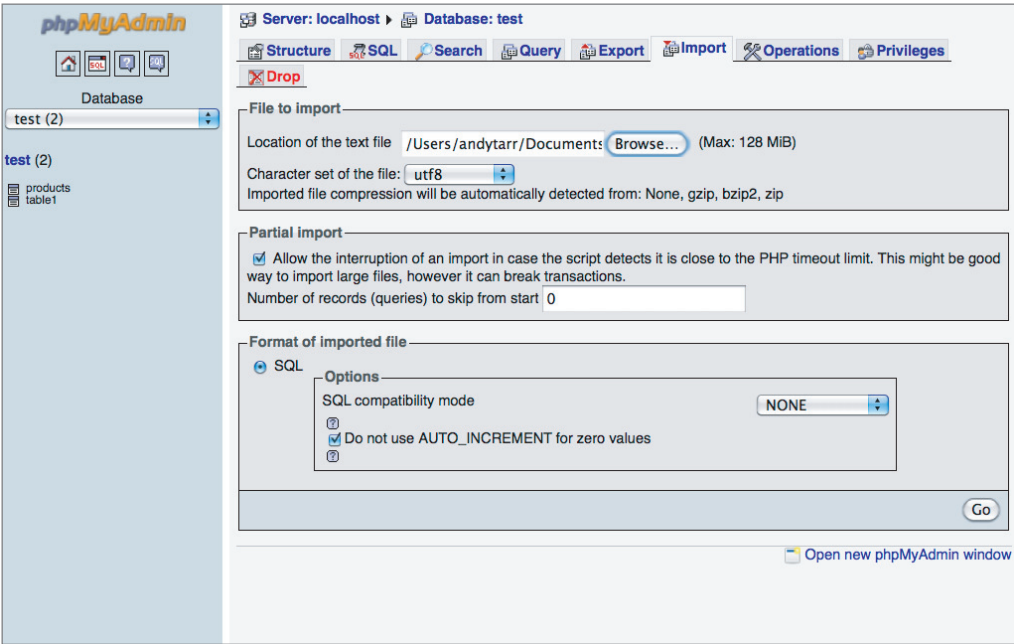 phpMyAdmin
SQL
SQL
Database
test (2)
test (2)
products
table1
Server: localhost Database: test
Structure SQL Search Query Export Import Operations Privileges
Drop
File to import
Location of the text file /Users/andytarr/Documents Browse... (Max: 128 MiB)
Character set of the file: utf8
Imported file compression will be automatically detected from: None, gzip, bzip2, zip
Partial import
Allow the interruption of an import in case the script detects it is close to the PHP timeout limit. This might be good
way to import large files, however it can break transactions.
Number of records (queries) to skip from start 0
Format of imported file
SQL
Options
SQL compatibility mode NONE
?
Do not use AUTO_INCREMENT for zero values
?
Go
Open new phpMyAdmin window